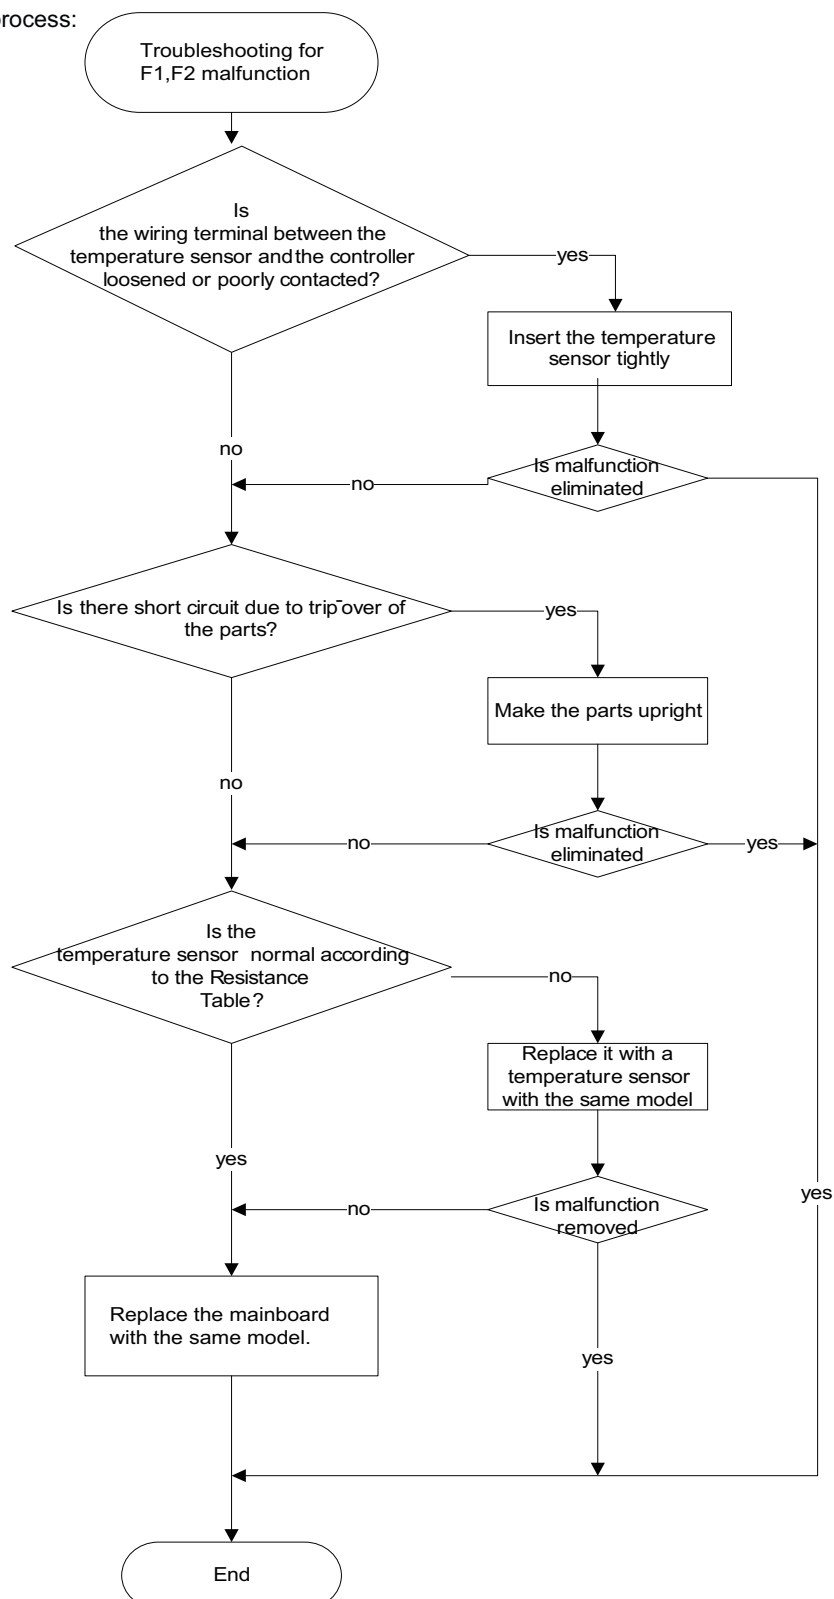 process:
Troubleshooting for
F1,F2 malfunction
Is
the wiring terminal between the
temperature sensor and the controller
loosened or poorly contacted?
yes
Insert the temperature
sensor tightly
no
Is malfunction
eliminated
no
Is there short circuit due to trip-over of
the parts?
yes
Make the parts upright
no
Is malfunction
eliminated
no
yes
Is the
temperature sensor normal according
to the Resistance
Table?
no
Replace it with a
temperature sensor
with the same model
yes
Is malfunction
removed
no
yes
Replace the mainboard
with the same model.
yes
End